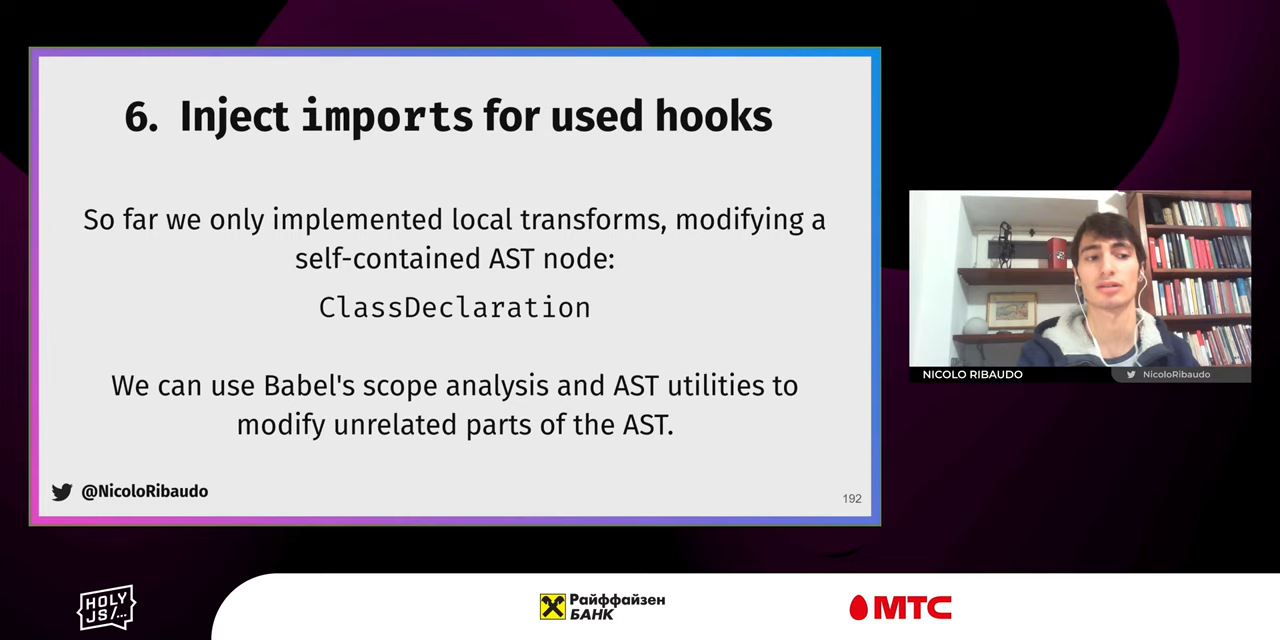 6. Inject imports for used hooks
So far we only implemented local transforms, modifying a
self-contained AST node:
ClassDeclaration
We can use Babel's scope analysis and AST utilities to
modify unrelated parts of the AST.
@NicoloRibaudo
192
NICOLO RIBAUDO
NicoloRibaudo
HOLY
JS/...
Райффайзен
БАНК
МТС